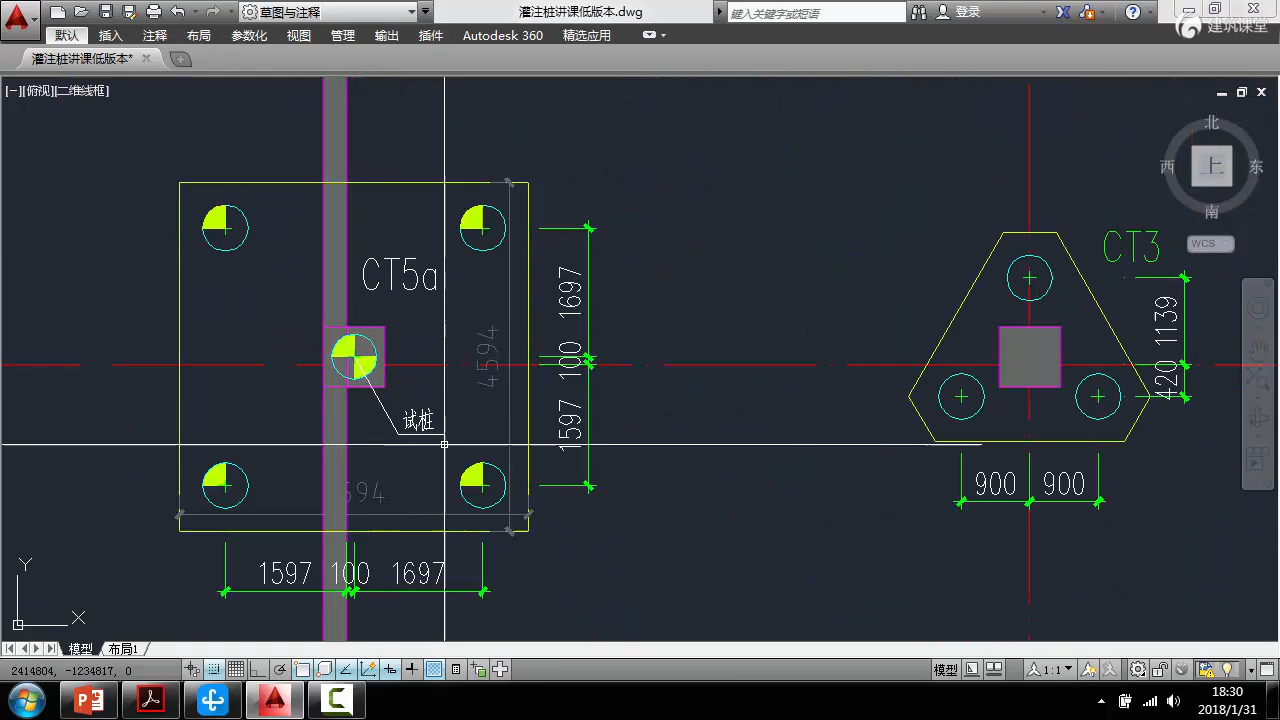 草图与注释
灌注桩讲课低版本.dwg
键入关键字或短语
登录
建筑课堂
默认
插入
注释
布局
参数化
视图
管理
输出
插件
Autodesk 360
精选应用
灌注桩讲课低版本*
[−][俯视][二维线框]
北
西
上
东
南
WCS
CT5a
试桩
1697
100
1597
4594
594
1597
100
1697
CT3
1139
420
900
900
Y
X
模型
布局1
2414804, -1234817, 0
模型
1:1
18:30
2018/1/31